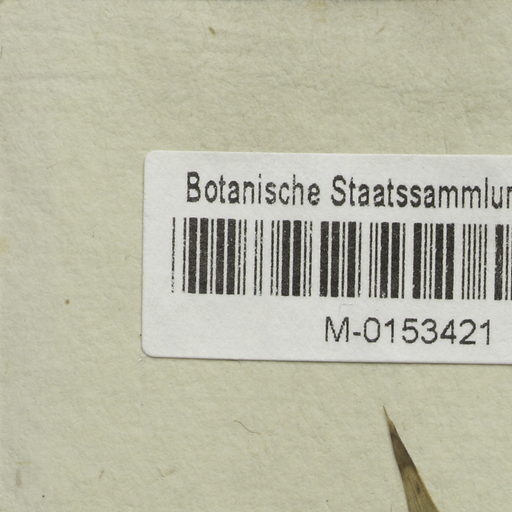 Botanische Staatssammlun
M-0153421